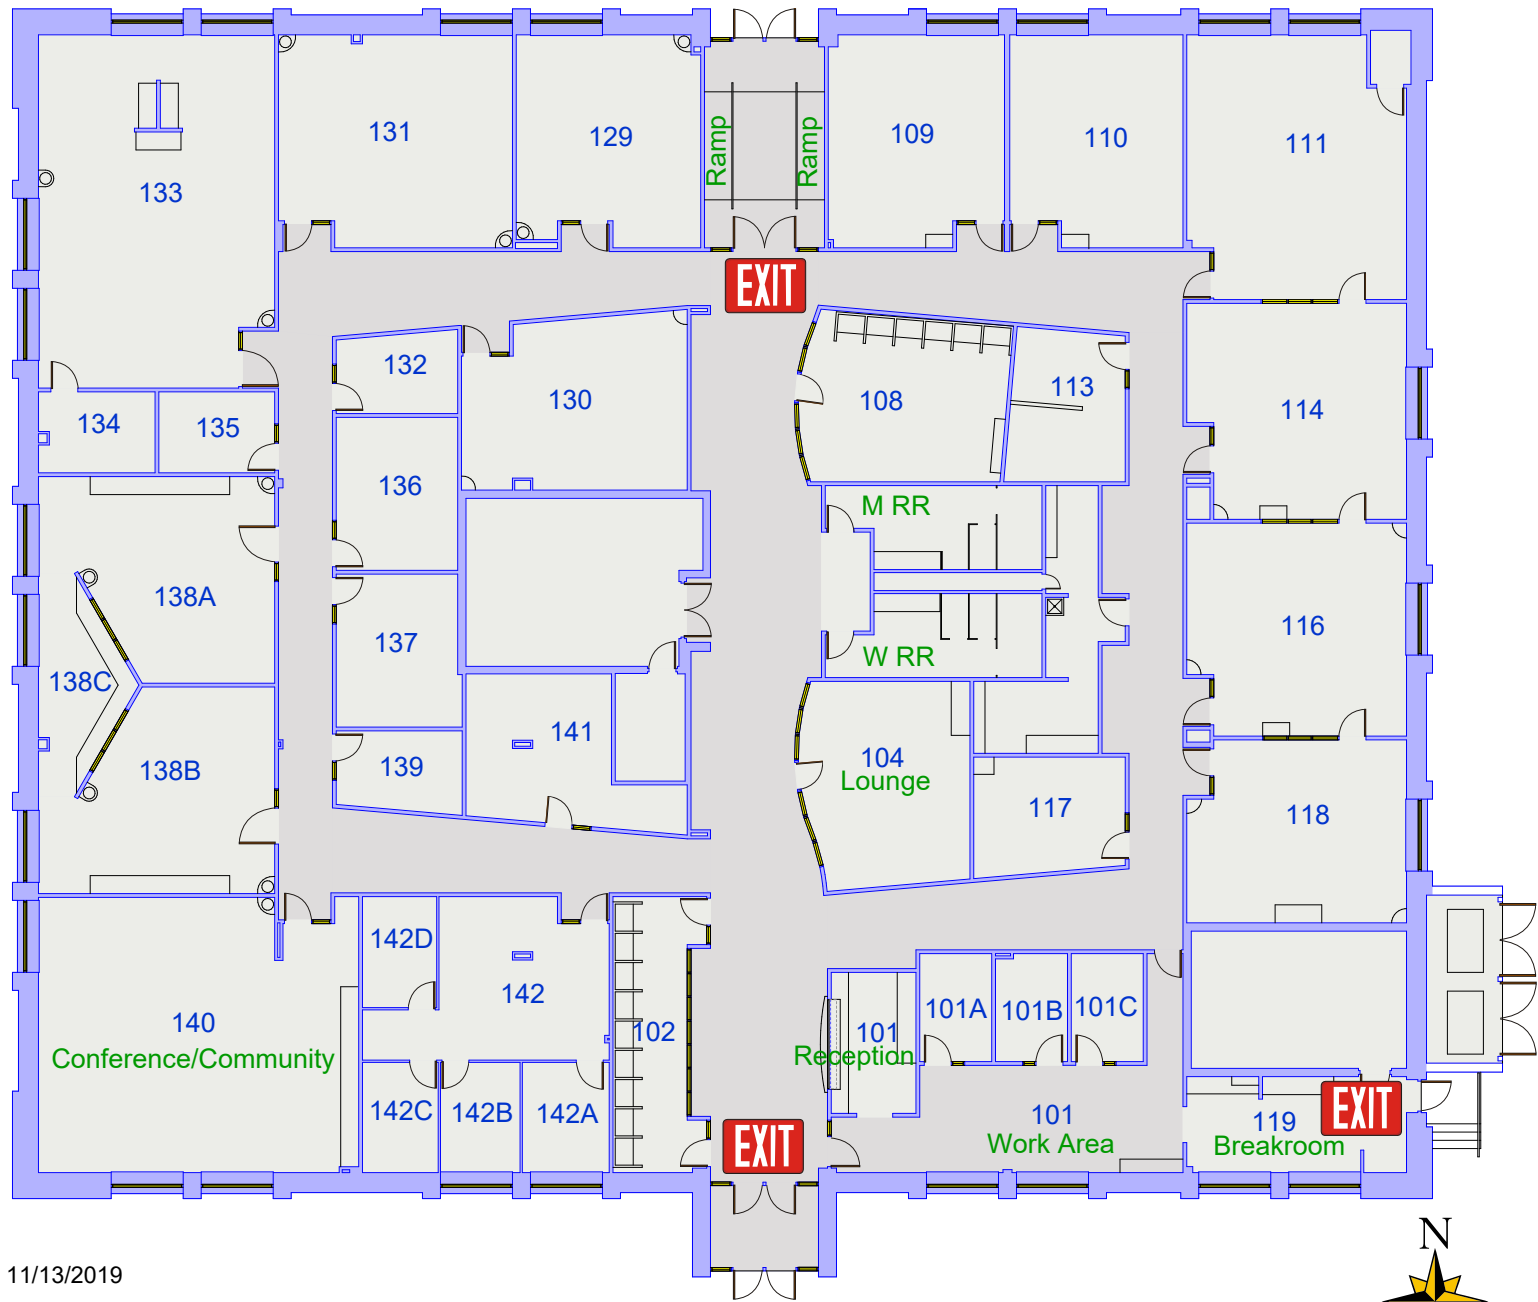 131
129
Ramp
Ramp
109
110
111
133
132
130
108
113
114
134
135
136
M RR
138A
137
W RR
116
138C
138B
139
141
104
Lounge
117
118
142D
142
101A
101B
101C
140
Conference/Community
102
101
Reception
142C
142B
142A
101
Work Area
119
Breakroom
EXIT
EXIT
EXIT
N
11/13/2019